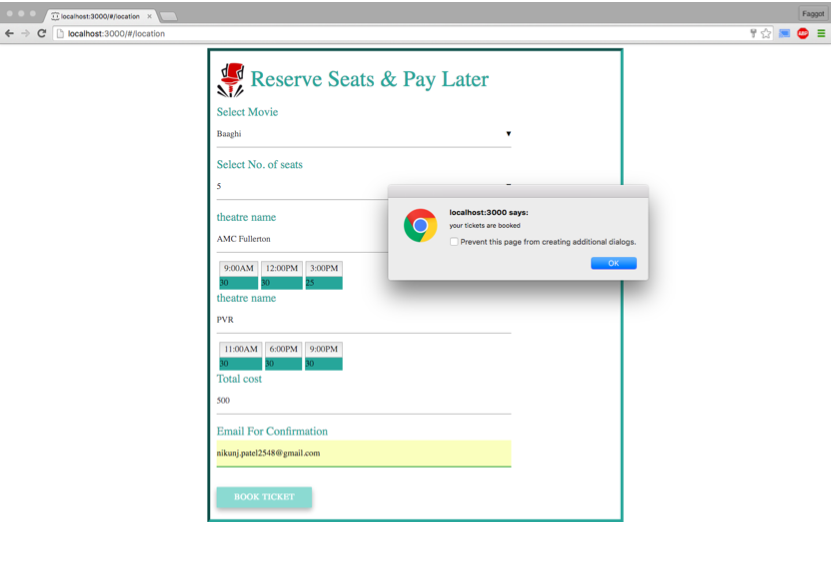 localhost:3000/#/location
Faggot
localhost:3000/#/location
ABP
Reserve Seats & Pay Later
Select Movie
Baaghi
Select No. of seats
5
localhost:3000 says:
your tickets are booked
Prevent this page from creating additional dialogs.
OK
theatre name
AMC Fullerton
9:00AM 12:00PM 3:00PM
30 30 25
theatre name
PVR
11:00AM 6:00PM 9:00PM
30 30 30
Total cost
500
Email For Confirmation
nikunj.patel2548@gmail.com
BOOK TICKET